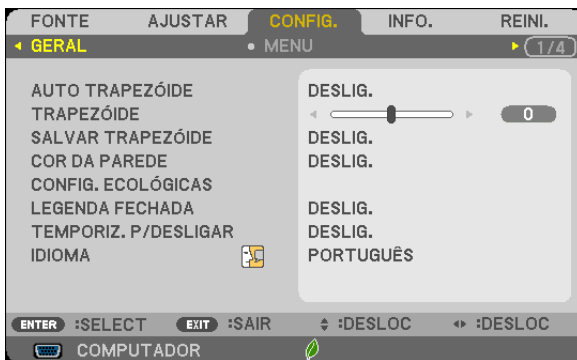 FONTE AJUSTAR CONFIG. INFO. REINI.
GERAL MENU 1/4
AUTO TRAPEZÓIDE DESLIG.
TRAPEZÓIDE 0
SALVAR TRAPEZÓIDE DESLIG.
COR DA PAREDE DESLIG.
CONFIG. ECOLÓGICAS
LEGENDA FECHADA DESLIG.
TEMPORIZ. P/DESLIGAR DESLIG.
IDIOMA PORTUGUÊS
ENTER :SELECT EXIT :SAIR :DESLOC :DESLOC
COMPUTADOR